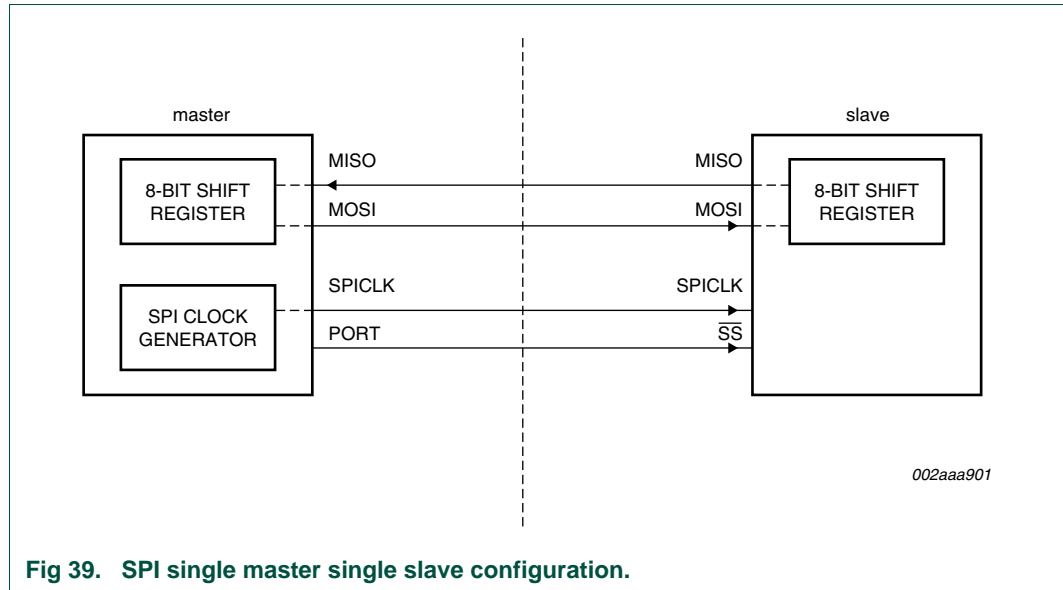 master
slave
8-BIT SHIFT
REGISTER
MISO
MISO
MOSI
MOSI
8-BIT SHIFT
REGISTER
SPI CLOCK
GENERATOR
SPICLK
SPICLK
PORT
S̅S̅
002aaa901
Fig 39. SPI single master single slave configuration.